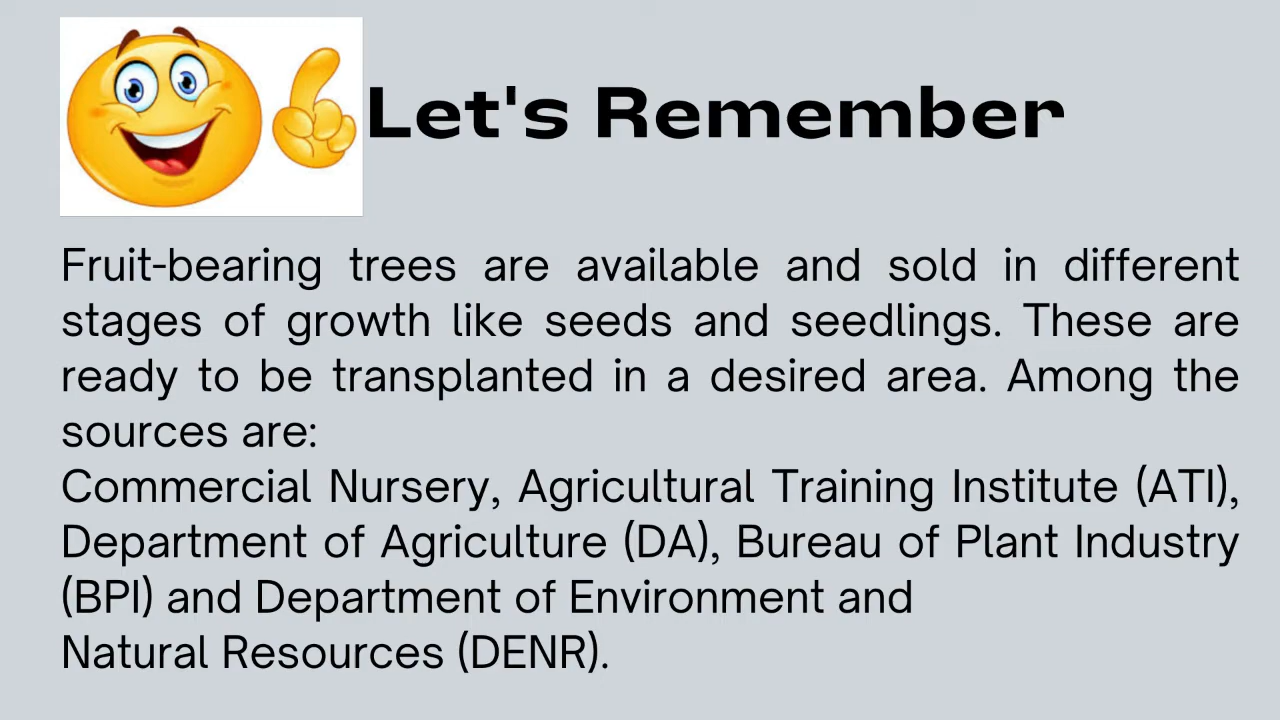 Let's Remember
Fruit-bearing trees are available and sold in different
stages of growth like seeds and seedlings. These are
ready to be transplanted in a desired area. Among the
sources are:
Commercial Nursery, Agricultural Training Institute (ATI),
Department of Agriculture (DA), Bureau of Plant Industry
(BPI) and Department of Environment and
Natural Resources (DENR).